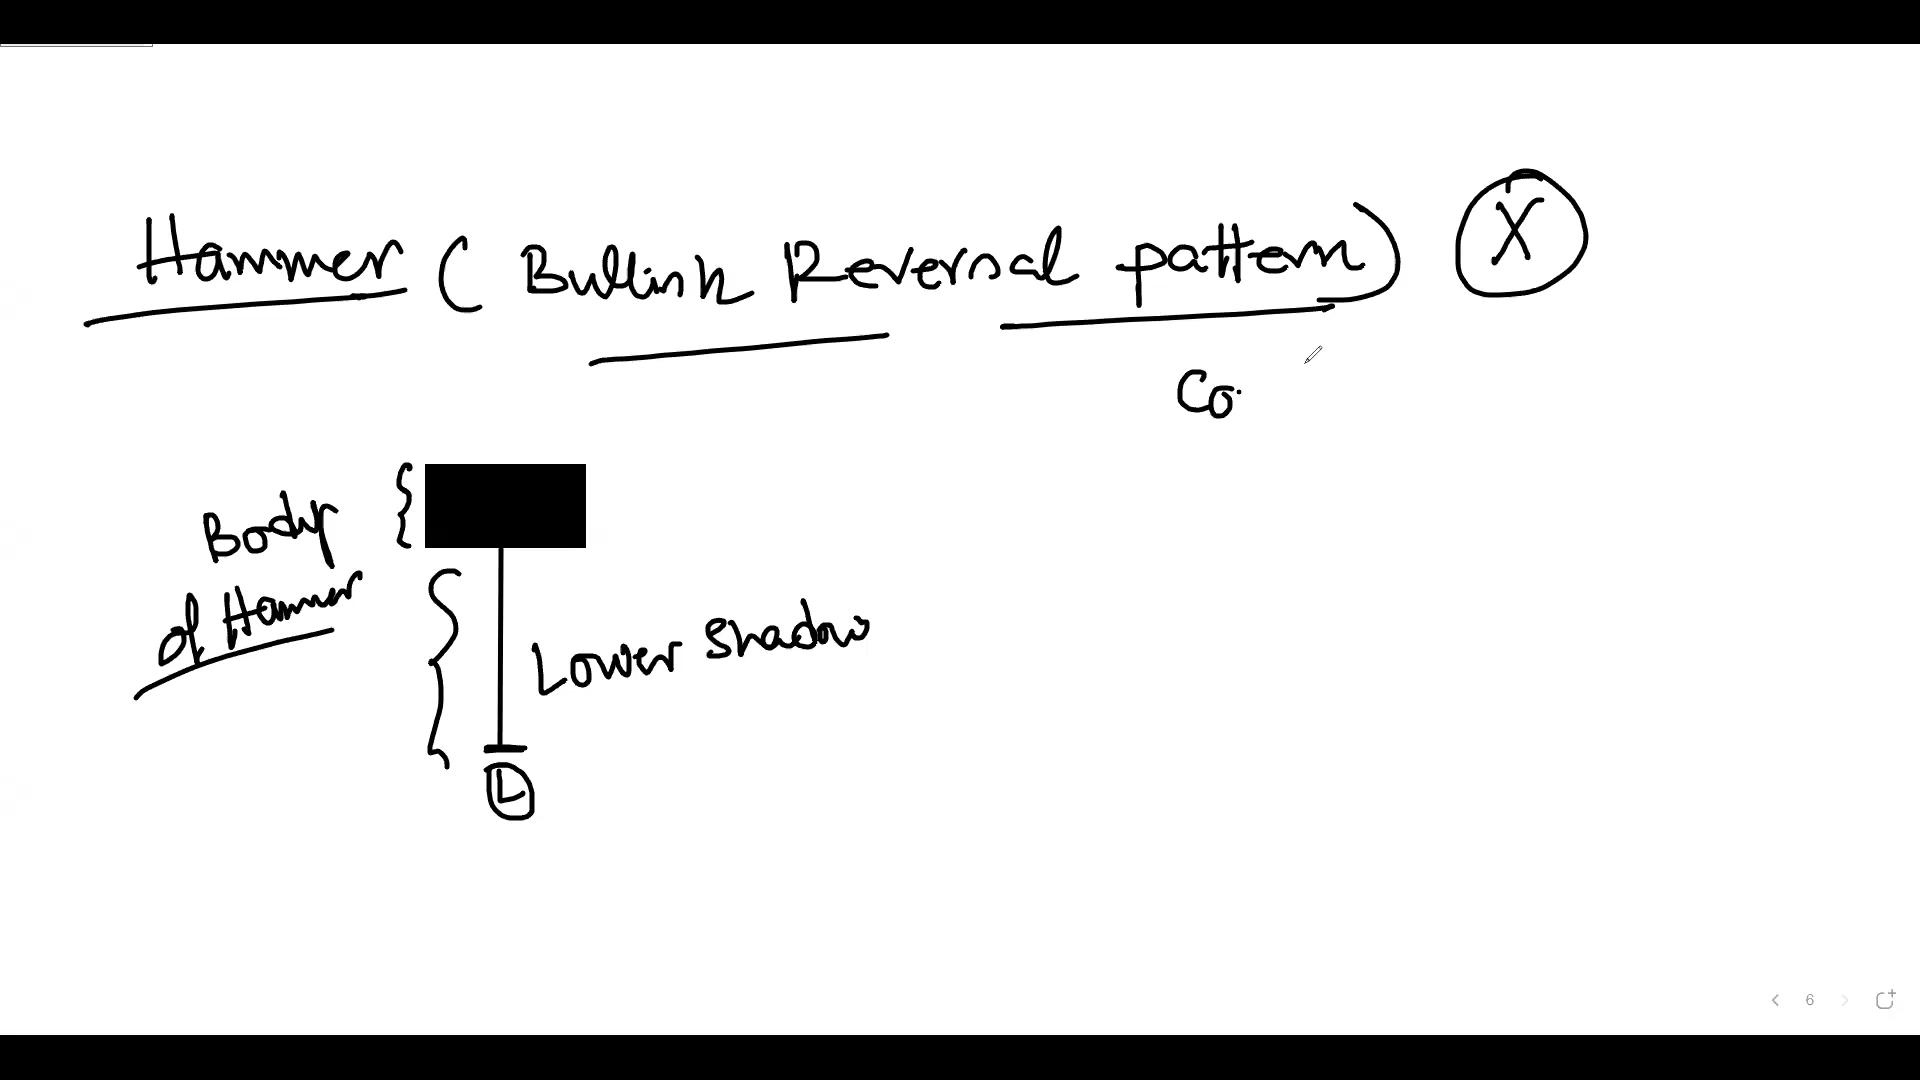 Hammer ( Bullish Reversal pattern) X
Co
Body
of Hammer
Lower Shadow
L
6